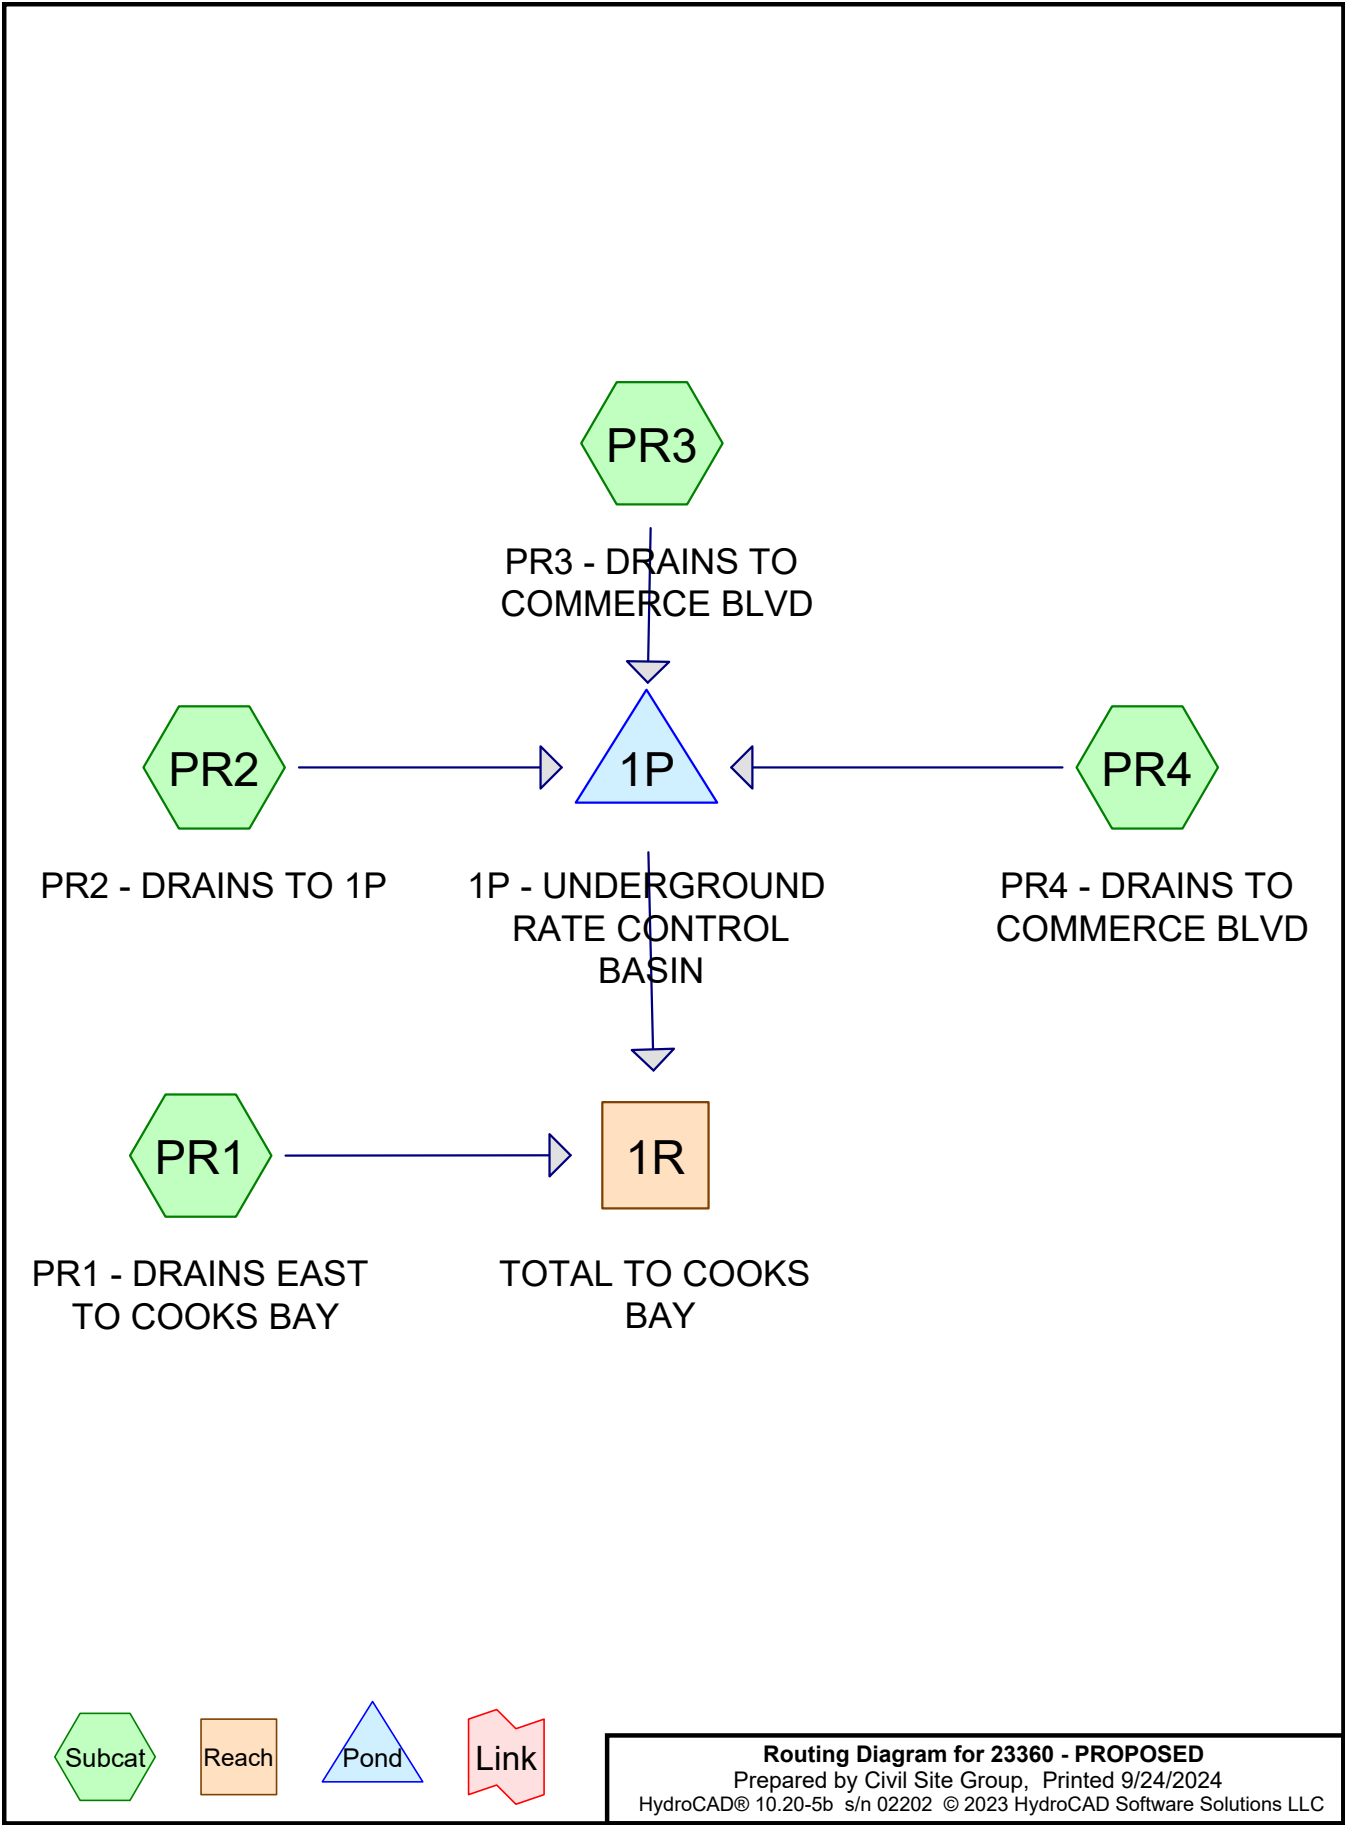 PR3
PR3 - DRAINS TO
COMMERCE BLVD
PR2
1P
PR4
PR2 - DRAINS TO 1P
1P - UNDERGROUND
RATE CONTROL
BASIN
PR4 - DRAINS TO
COMMERCE BLVD
PR1
1R
PR1 - DRAINS EAST
TO COOKS BAY
TOTAL TO COOKS
BAY
Subcat
Reach
Pond
Link
Routing Diagram for 23360 - PROPOSED
Prepared by Civil Site Group,  Printed 9/24/2024
HydroCAD® 10.20-5b  s/n 02202  © 2023 HydroCAD Software Solutions LLC